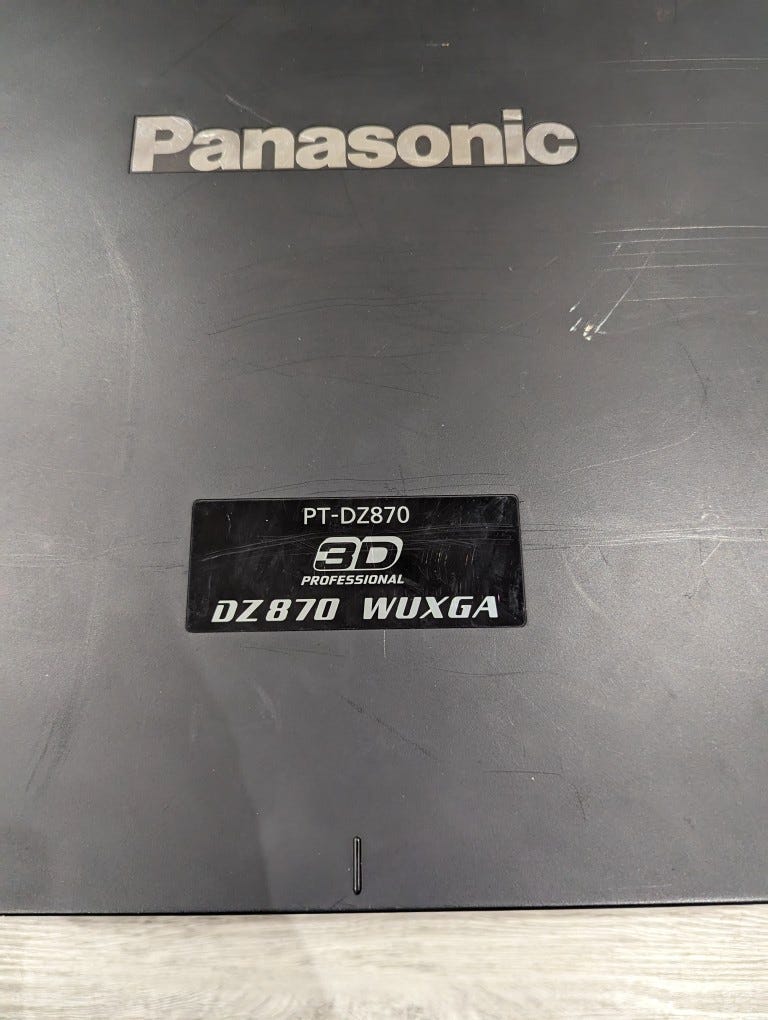 Panasonic
PT-DZ870
3D
PROFESSIONAL
DZ870 WUXGA